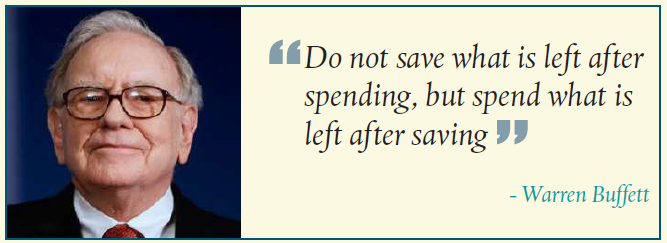 “Do not save what is left after
spending, but spend what is
left after saving”
- Warren Buffett